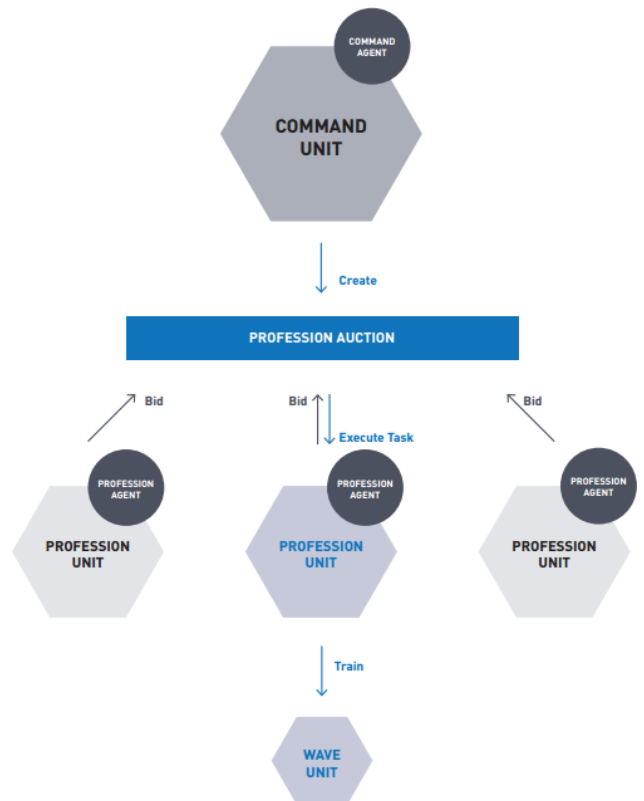 COMMAND
AGENT
COMMAND
UNIT
Create
PROFESSION AUCTION
Bid
Bid
Bid
Execute Task
PROFESSION
AGENT
PROFESSION
AGENT
PROFESSION
AGENT
PROFESSION
UNIT
PROFESSION
UNIT
PROFESSION
UNIT
Train
WAVE
UNIT